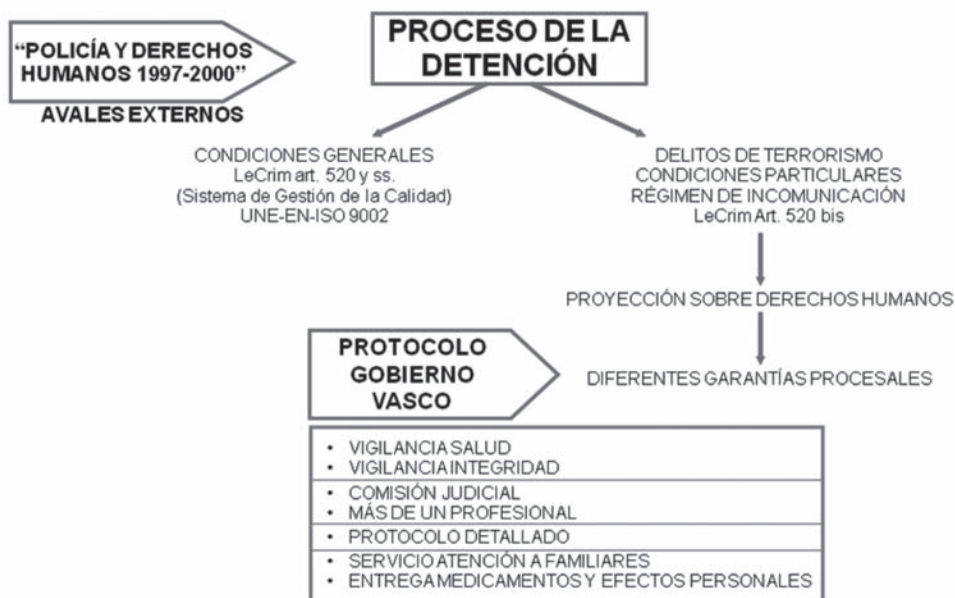 “POLICÍA Y DERECHOS
HUMANOS 1997-2000”
AVALES EXTERNOS
PROCESO DE LA
DETENCIÓN
CONDICIONES GENERALES
LeCrim art. 520 y ss.
(Sistema de Gestión de la Calidad)
UNE-EN-ISO 9002
DELITOS DE TERRORISMO
CONDICIONES PARTICULARES
RÉGIMEN DE INCOMUNICACIÓN
LeCrim Art. 520 bis
PROYECCIÓN SOBRE DERECHOS HUMANOS
DIFERENTES GARANTÍAS PROCESALES
PROTOCOLO
GOBIERNO
VASCO
• VIGILANCIA SALUD
• VIGILANCIA INTEGRIDAD
• COMISIÓN JUDICIAL
• MÁS DE UN PROFESIONAL
• PROTOCOLO DETALLADO
• SERVICIO ATENCIÓN A FAMILIARES
• ENTREGA MEDICAMENTOS Y EFECTOS PERSONALES